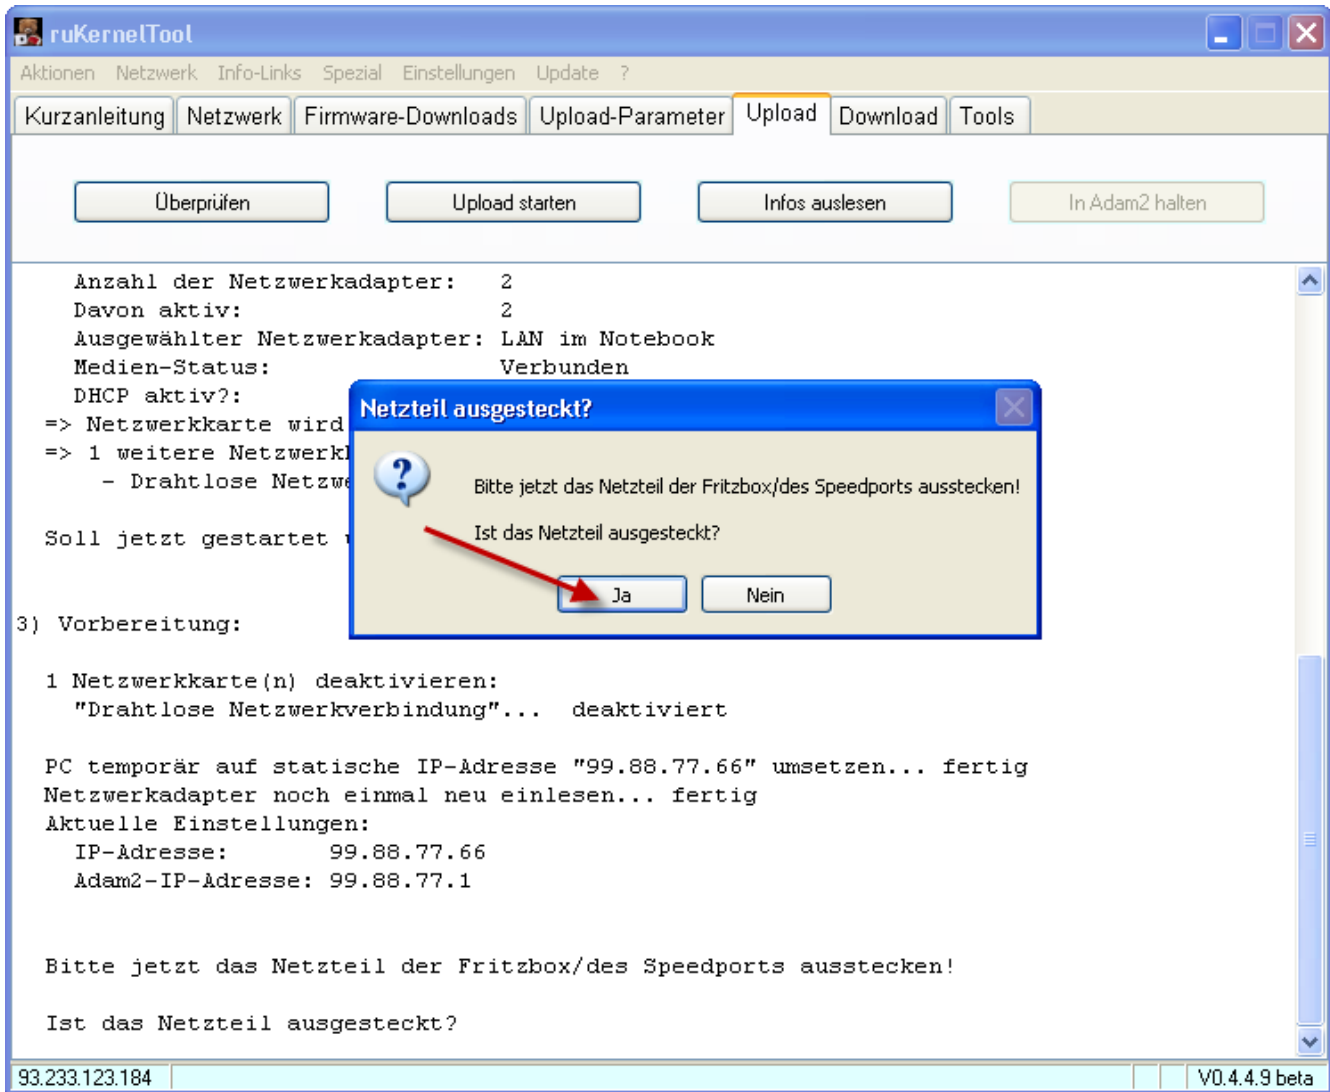 ruKernelTool
Aktionen Netzwerk Info-Links Spezial Einstellungen Update ?
Kurzanleitung Netzwerk Firmware-Downloads Upload-Parameter Upload Download Tools
Überprüfen Upload starten Infos auslesen In Adam2 halten
Anzahl der Netzwerkadapter: 2
Davon aktiv: 2
Ausgewählter Netzwerkadapter: LAN im Notebook
Medien-Status: Verbunden
DHCP aktiv?:
=> Netzwerkkarte wird
=> 1 weitere
- Drahtlose
Soll jetzt gestartet
Netzteil ausgesteckt?
Bitte jetzt das Netzteil der Fritzbox/des Speedports ausstecken!
Ist das Netzteil ausgesteckt?
Ja Nein
3) Vorbereitung:
1 Netzwerkkarte(n) deaktivieren:
"Drahtlose Netzwerkverbindung"... deaktiviert
PC temporär auf statische IP-Adresse "99.88.77.66" umsetzen... fertig
Netzwerkadapter noch einmal neu einlesen... fertig
Aktuelle Einstellungen:
IP-Adresse: 99.88.77.66
Adam2-IP-Adresse: 99.88.77.1
Bitte jetzt das Netzteil der Fritzbox/des Speedports ausstecken!
Ist das Netzteil ausgesteckt?
93.233.123.184 V0.4.4.9 beta